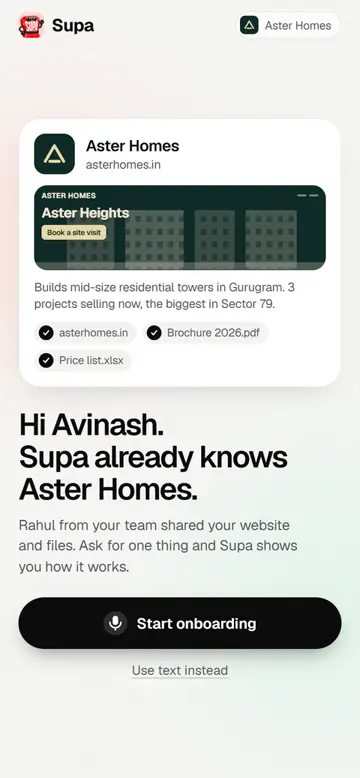 Supa
Aster Homes
Aster Homes
asterhomes.in
ASTER HOMES
Aster Heights
Book a site visit
Builds mid-size residential towers in Gurugram. 3
projects selling now, the biggest in Sector 79.
asterhomes.in
Brochure 2026.pdf
Price list.xlsx
Hi Avinash.
Supa already knows
Aster Homes.
Rahul from your team shared your website
and files. Ask for one thing and Supa shows
you how it works.
Start onboarding
Use text instead